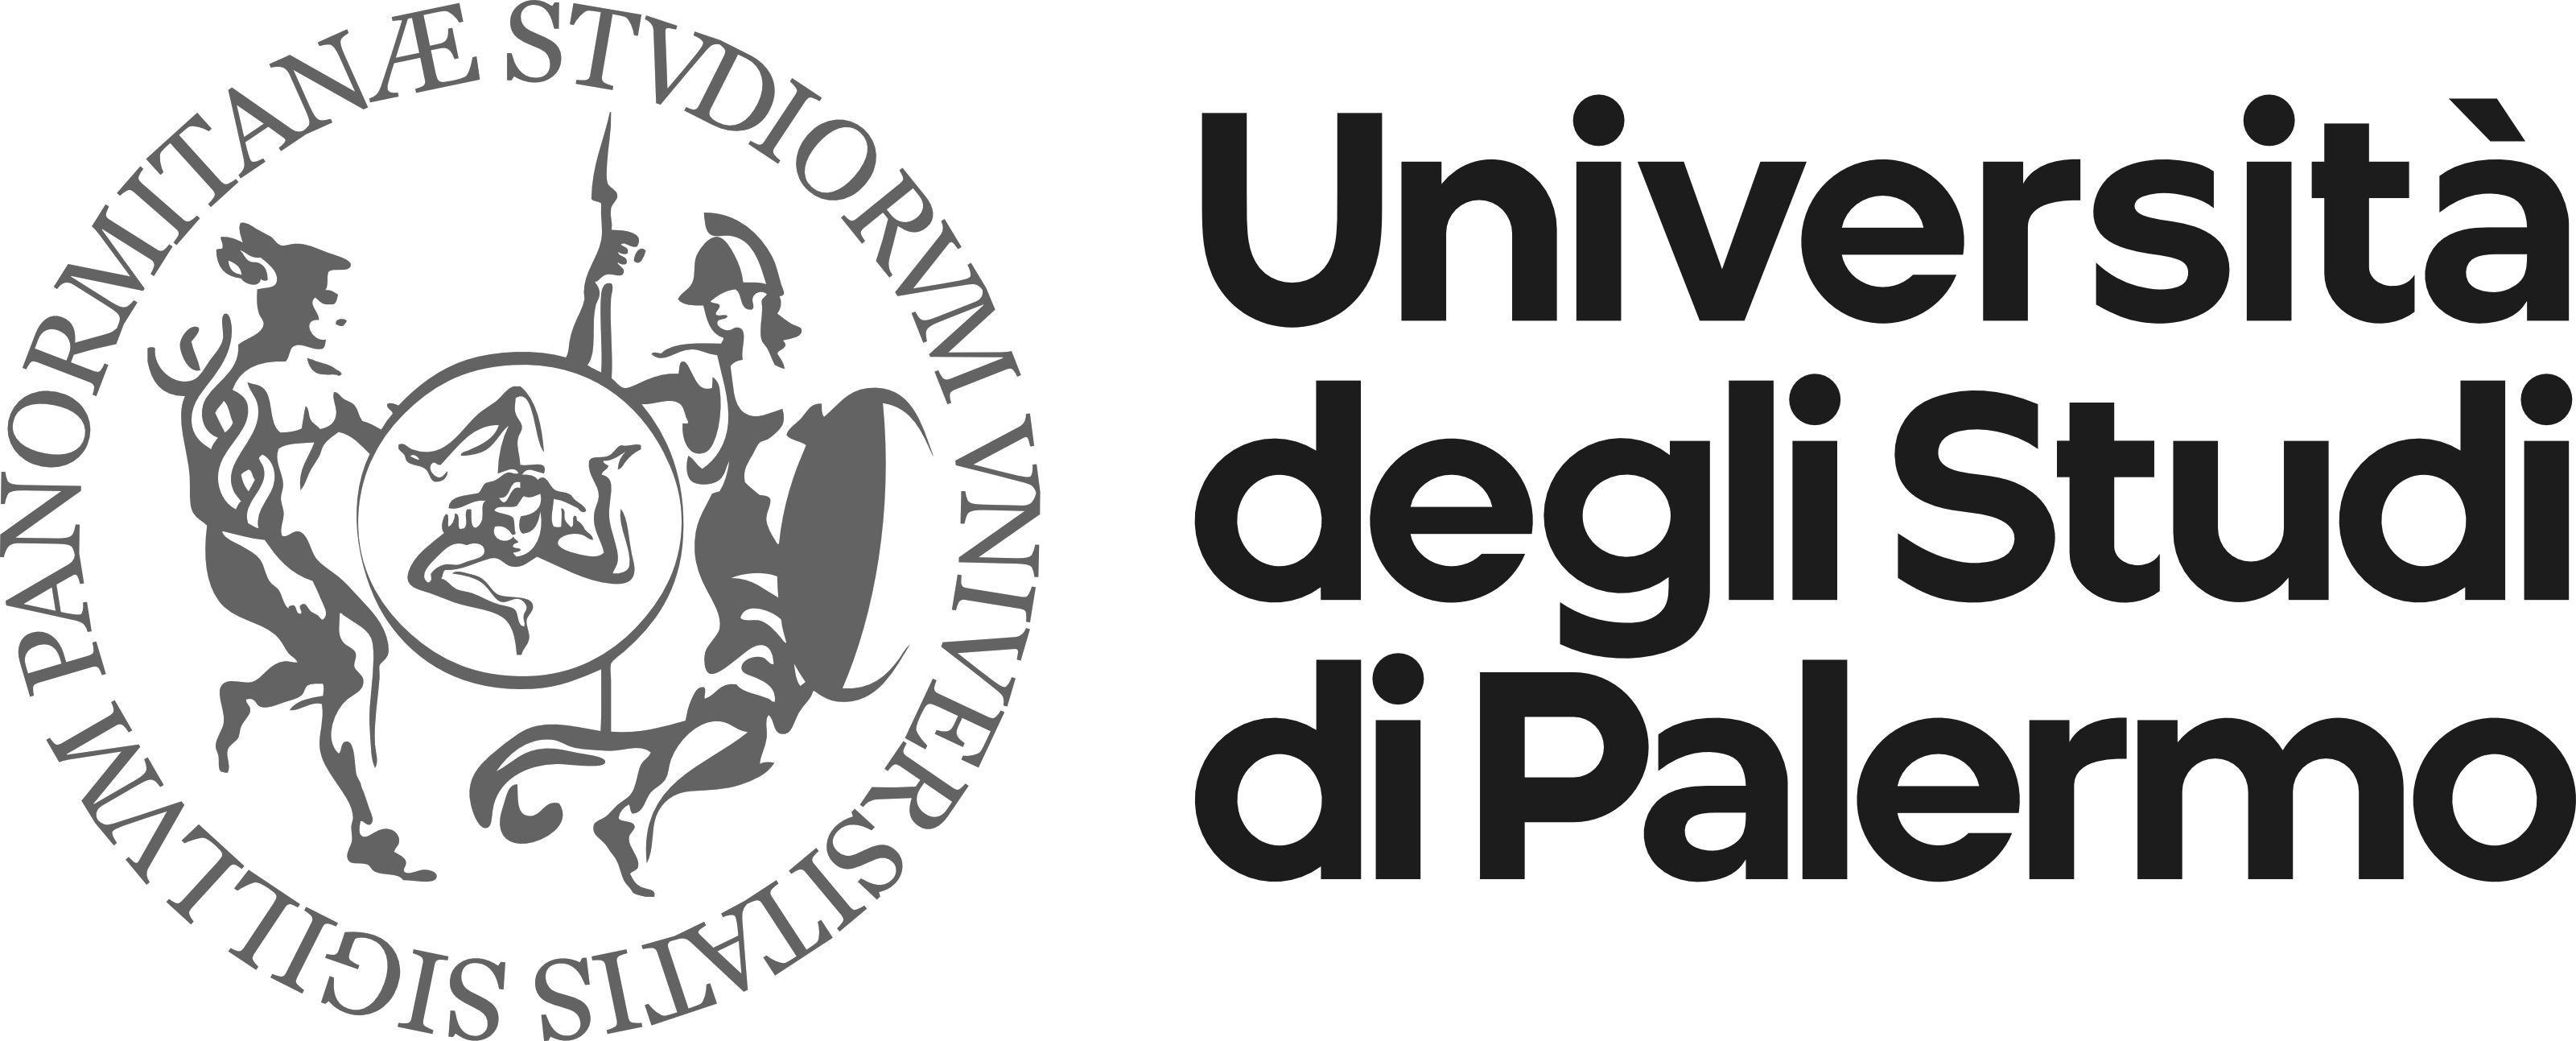 SIGILLVM PANORMITANÆ STVDIORVM VNIVERSITATIS
Università
degli Studi
di Palermo